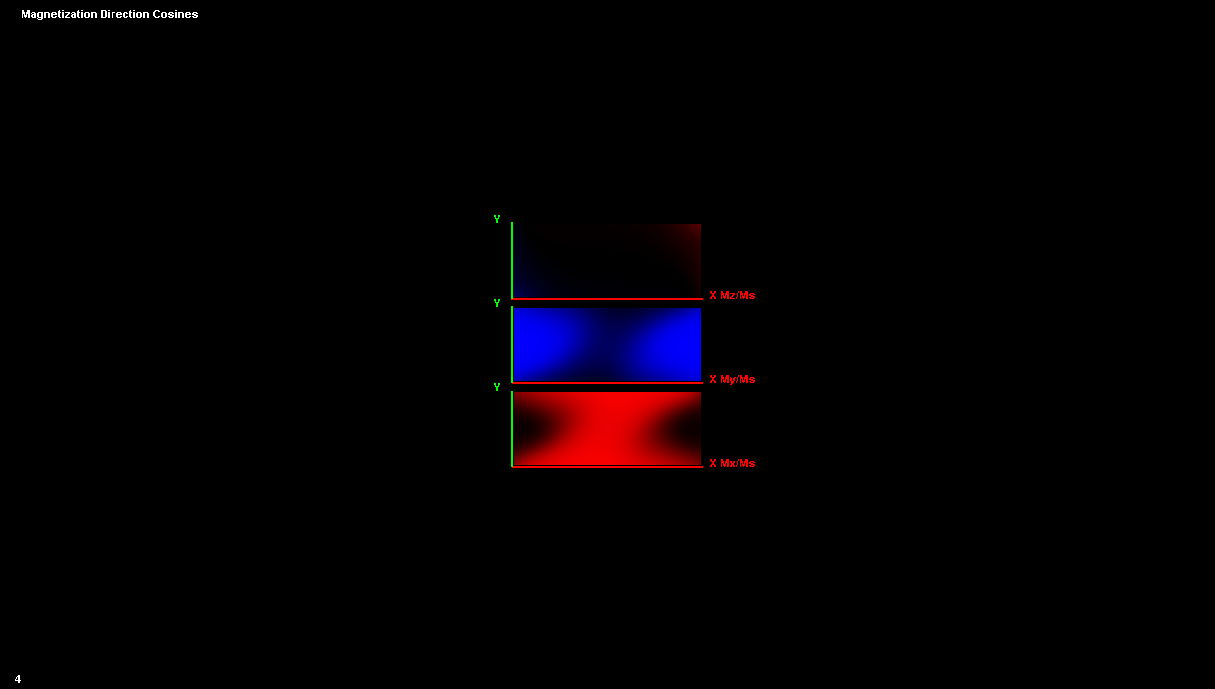 Magnetization Direction Cosines
Y
X Mz/Ms
Y
X My/Ms
Y
X Mx/Ms
4